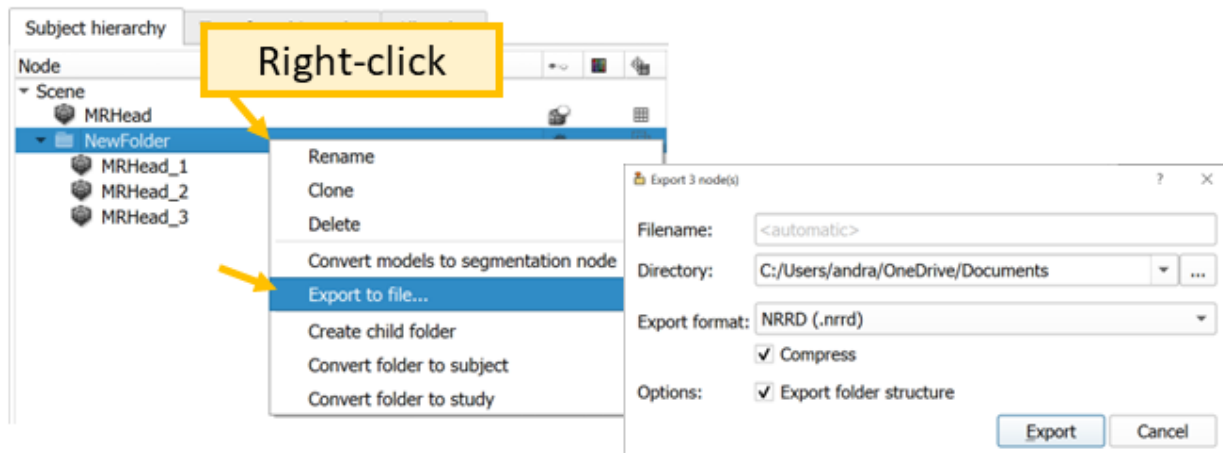 Subject hierarchy
Right-click
Node
Scene
MRHead
NewFolder
MRHead_1
MRHead_2
MRHead_3
Rename
Clone
Delete
Convert models to segmentation node
Export to file...
Create child folder
Convert folder to subject
Convert folder to study
Export 3 node(s)
?
Filename: <automatic>
Directory: C:/Users/andra/OneDrive/Documents ...
Export format: NRRD (.nrrd)
Compress
Options: Export folder structure
Export Cancel